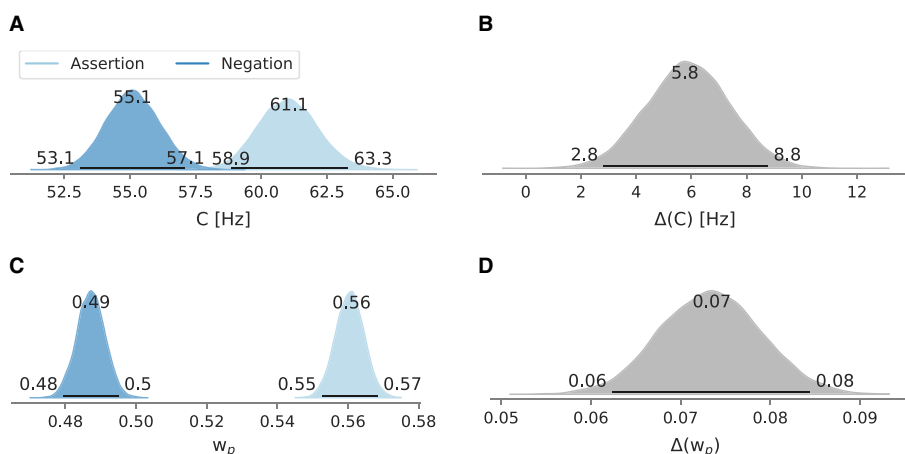 A
Assertion Negation
55.1
61.1
53.1 57.1 58.9 63.3
52.5 55.0 57.5 60.0 62.5 65.0
C [Hz]
B
5.8
2.8 8.8
0 2 4 6 8 10 12
Δ(C) [Hz]
C
0.49 0.56
0.48 0.5 0.55 0.57
0.48 0.50 0.52 0.54 0.56 0.58
w_p
D
0.07
0.06 0.08
0.05 0.06 0.07 0.08 0.09
Δ(w_p)